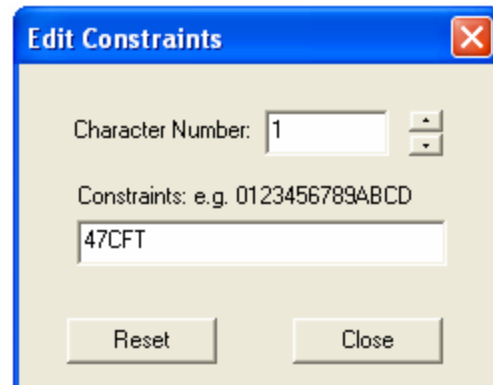 Edit Constraints
Character Number: 1
Constraints: e.g. 0123456789ABCD
47CFT
Reset Close